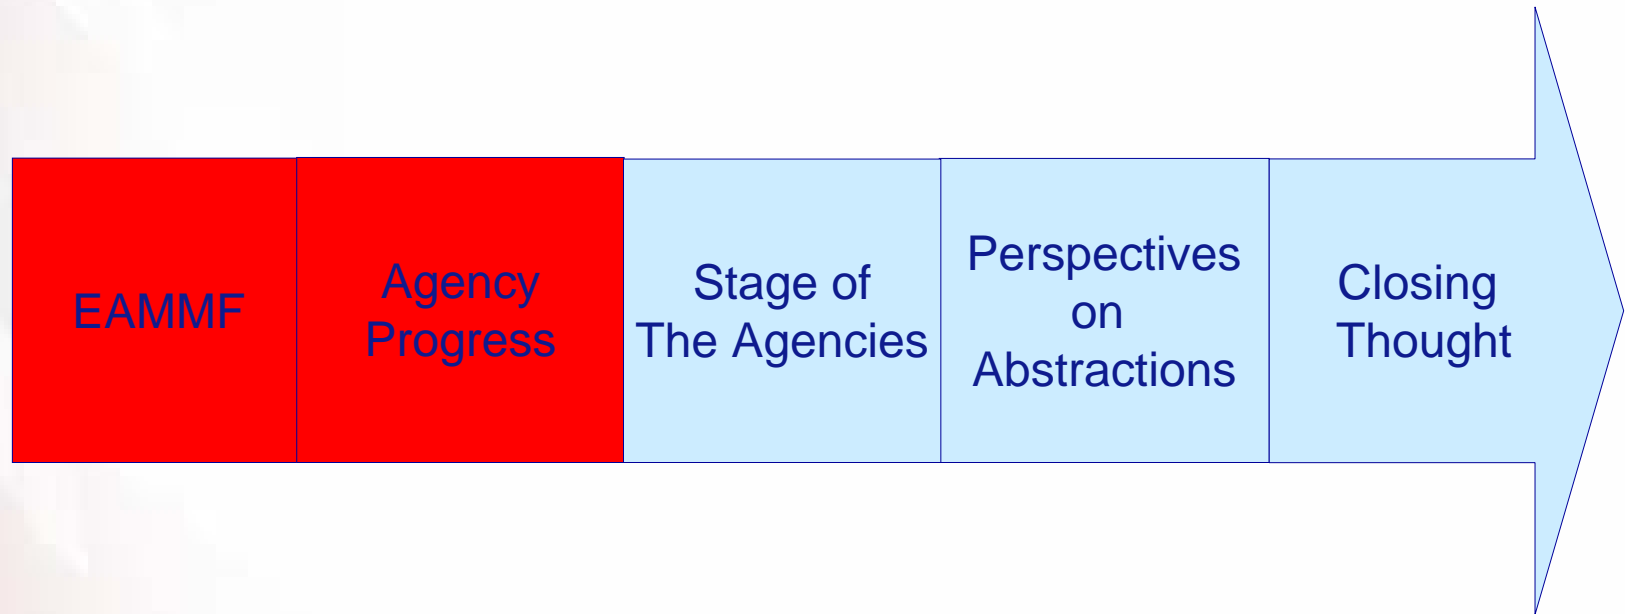 EAMMF
Agency
Progress
Stage of
The Agencies
Perspectives
on
Abstractions
Closing
Thought